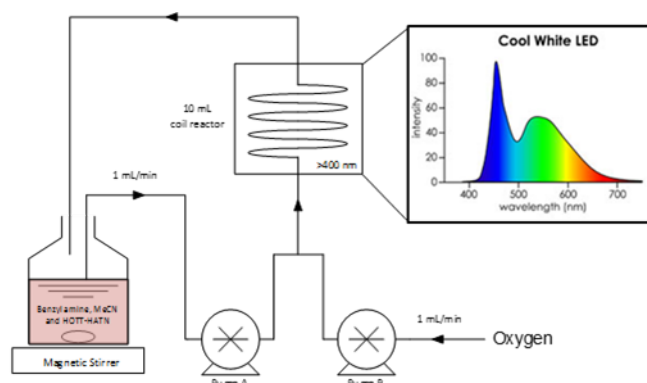 Cool White LED
intensity
100
80
60
40
20
0
400
500
600
700
wavelength (nm)
10 mL
coil reactor
>400 nm
1 mL/min
Benzylamine, MeCN
and HOTT-HATN
Magnetic Stirrer
1 mL/min
Oxygen